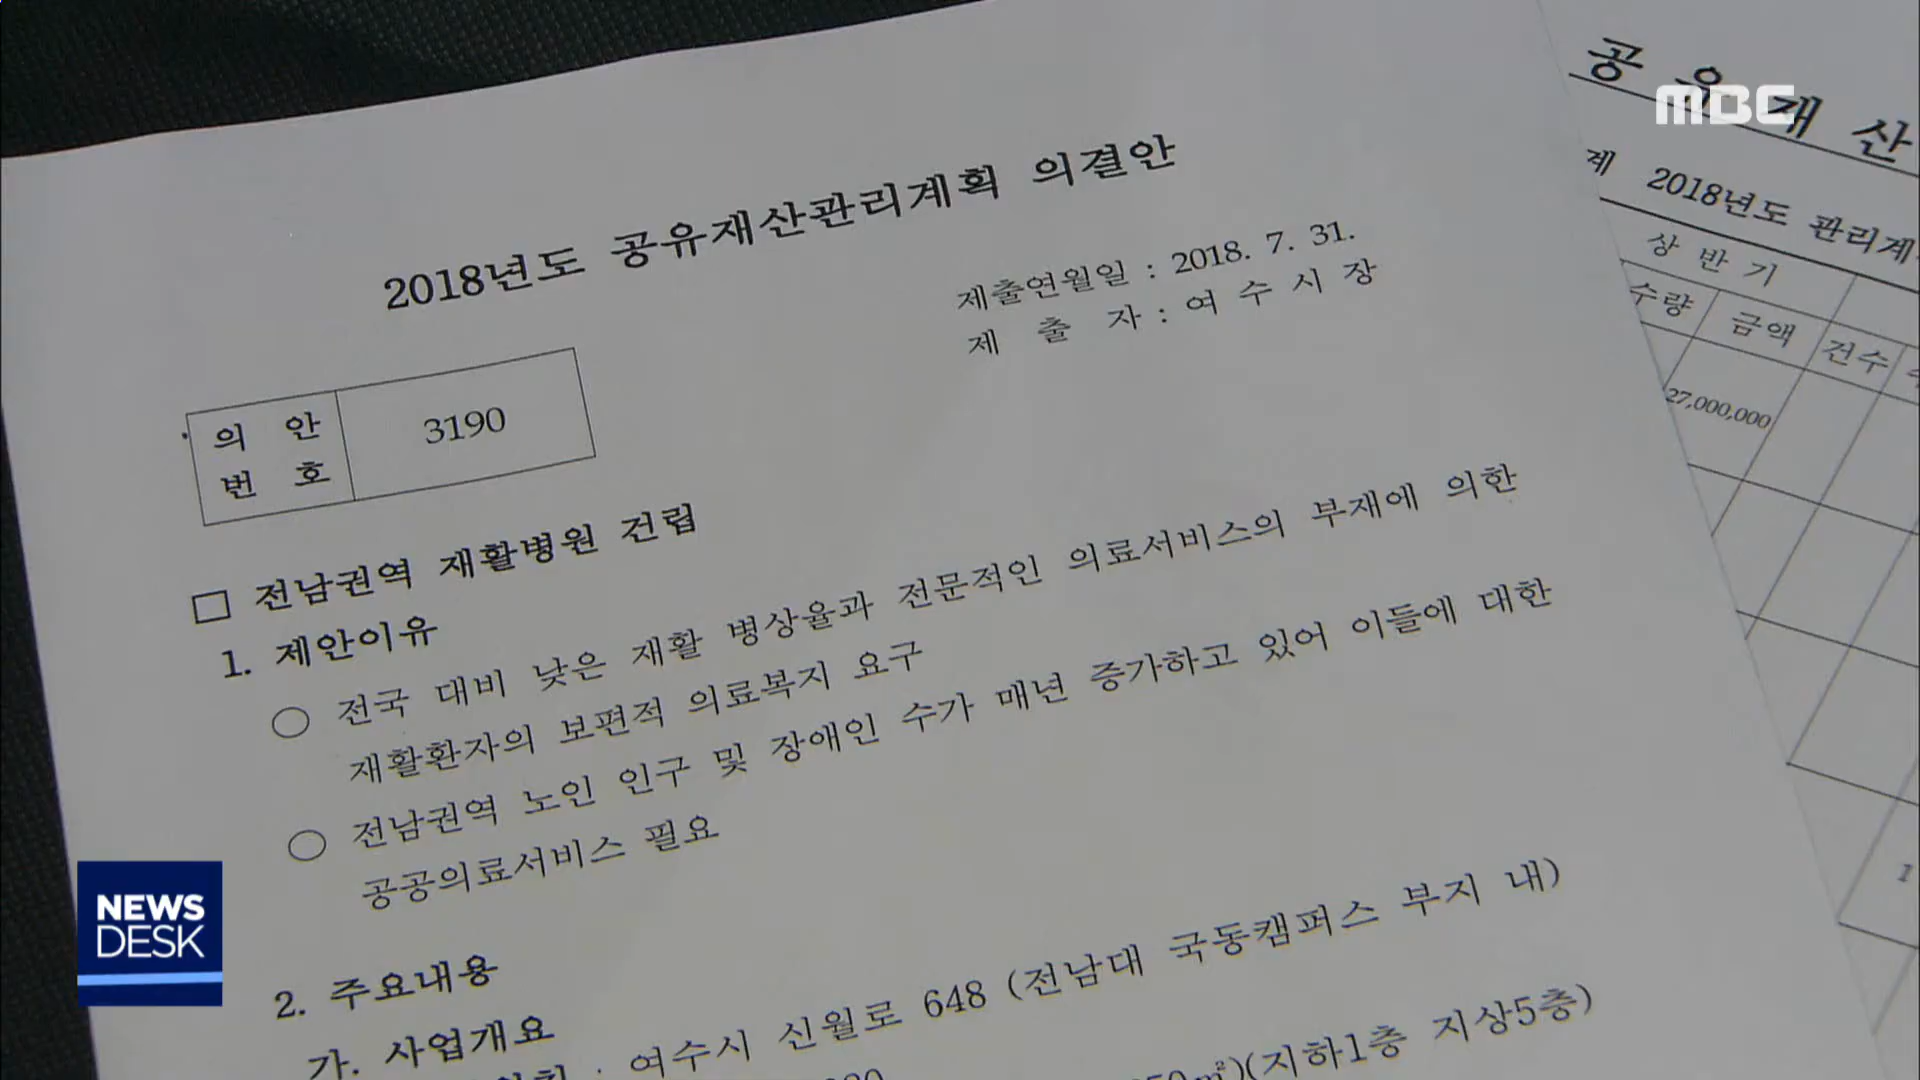 MBC
2018년도 공유재산관리계획 의결안
제출연월일 : 2018. 7. 31.
제 출 자 : 여 수 시 장
의 안
번 호
3190
□ 전남권역 재활병원 건립
1. 제안이유
○ 전국 대비 낮은 재활 병상율과 전문적인 의료서비스의 부재에 의한
재활환자의 보편적 의료복지 요구
○ 전남권역 노인 인구 및 장애인 수가 매년 증가하고 있어 이들에 대한
공공의료서비스 필요
2. 주요내용
가. 사업개요
: 여수시 신월로 648 (전남대 국동캠퍼스 부지 내)
㎡)(지하1층 지상5층)
공 유 재 산
계 2018년도 관리계
상 반 기
수량 금액 건수
27,000,000
1
NEWS
DESK